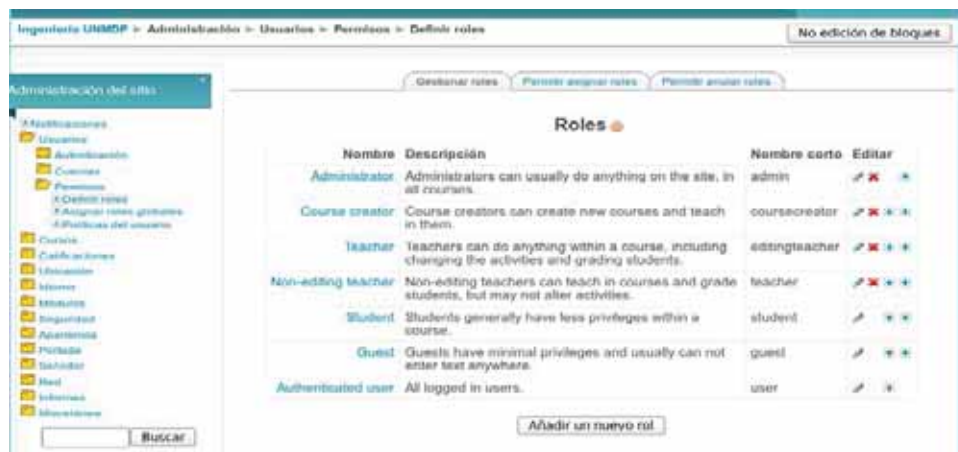 Ingeniería UNMDP ► Administración ► Usuarios ► Permisos ► Definir roles
No edición de bloques
Administración del sitio
Notificaciones
Usuarios
Autenticación
Cuentas
Permisos
Definir roles
Asignar roles globales
Políticas del usuario
Cursos
Calificaciones
Ubicación
Idioma
Módulos
Seguridad
Apariencia
Portada
Servidor
Red
Informes
Miscelánea
Buscar
Gestionar roles
Permitir asignar roles
Permitir anular roles
Roles
Nombre Descripción Nombre corto Editar
Administrator Administrators can usually do anything on the site, in admin
all courses.
Course creator Course creators can create new courses and teach coursecreator
in them.
Teacher Teachers can do anything within a course, including editingteacher
changing the activities and grading students.
Non-editing teacher Non-editing teachers can teach in courses and grade teacher
students, but may not alter activities.
Student Students generally have less privileges within a student
course.
Guest Guests have minimal privileges and usually can not guest
enter text anywhere.
Authenticated user All logged in users. user
Añadir un nuevo rol